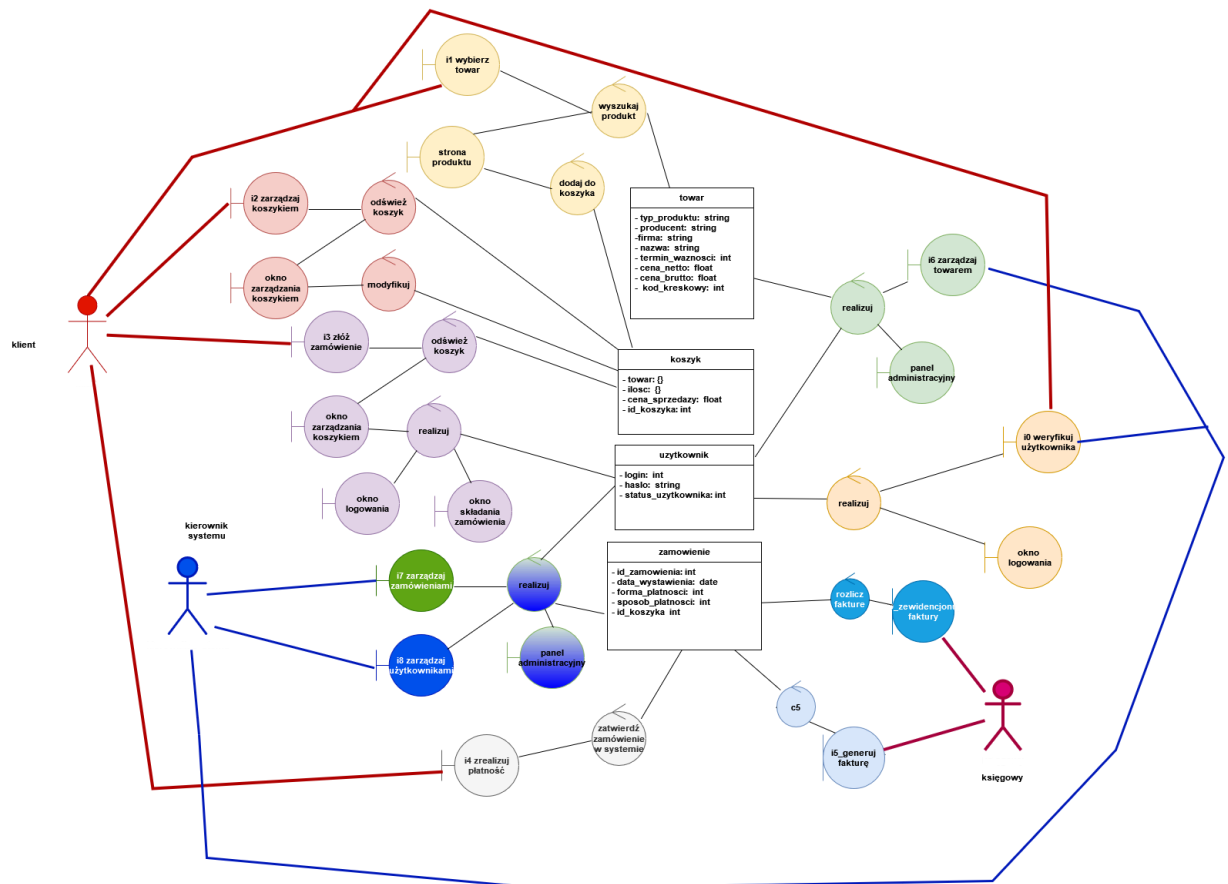 i1 wybierz
towar
wyszukaj
produkt
strona
produktu
dodaj do
koszyka
i2 zarządzaj
koszykiem
odśwież
koszyk
okno
zarządzania
koszykiem
modyfikuj
towar
- typ_produktu: string
- producent: string
-firma: string
- nazwa: string
- termin_waznosci: int
- cena_netto: float
- cena_brutto: float
- kod_kreskowy: int
i6 zarządzaj
towarem
realizuj
panel
administracyjny
klient
i3 złóż
zamówienie
odśwież
koszyk
koszyk
- towar: {}
- ilosc: {}
- cena_sprzedazy: float
- id_koszyka: int
okno
zarządzania
koszykiem
realizuj
okno
logowania
okno
składania
zamówienia
uzytkownik
- login: int
- haslo: string
- status_uzytkownika: int
i0 weryfikuj
użytkownika
realizuj
okno
logowania
kierownik
systemu
i7 zarządzaj
zamówieniami
realizuj
i8 zarządzaj
użytkownikami
panel
administracyjny
zamowienie
- id_zamowienia: int
- data_wystawienia: date
- forma_platnosci: int
- sposob_platnosci: int
- id_koszyka int
rozlicz
fakture
_zewidencjonuj
faktury
c5
i5_generuj
fakturę
księgowy
zatwierdź
zamówienie
w systemie
i4 zrealizuj
płatność